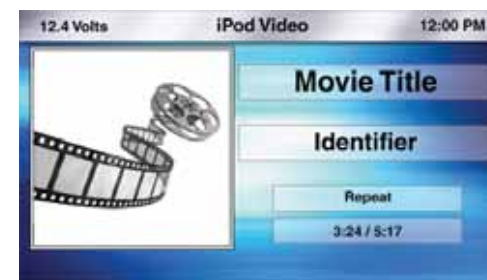 12.4 Volts iPod Video 12:00 PM
Movie Title
Identifier
Repeat
3:24 / 5:17